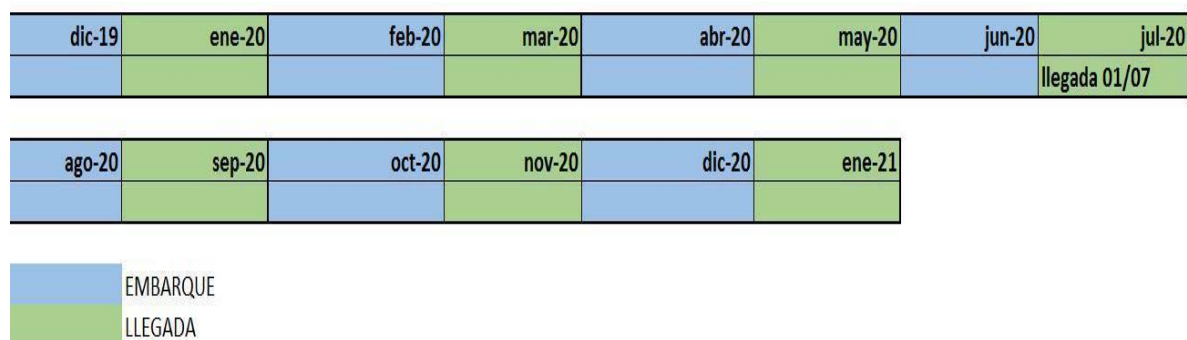 dic-19 ene-20 feb-20 mar-20 abr-20 may-20 jun-20 jul-20
llegada 01/07
ago-20 sep-20 oct-20 nov-20 dic-20 ene-21
EMBARQUE
LLEGADA